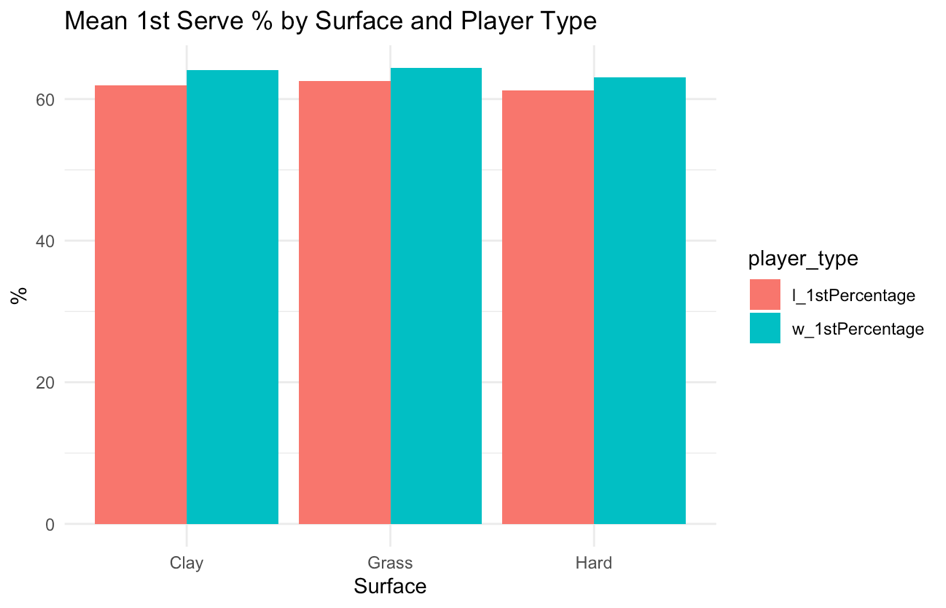 Mean 1st Serve % by Surface and Player Type
60
40
20
0
%
Clay Grass Hard
Surface
player_type
l_1stPercentage
w_1stPercentage